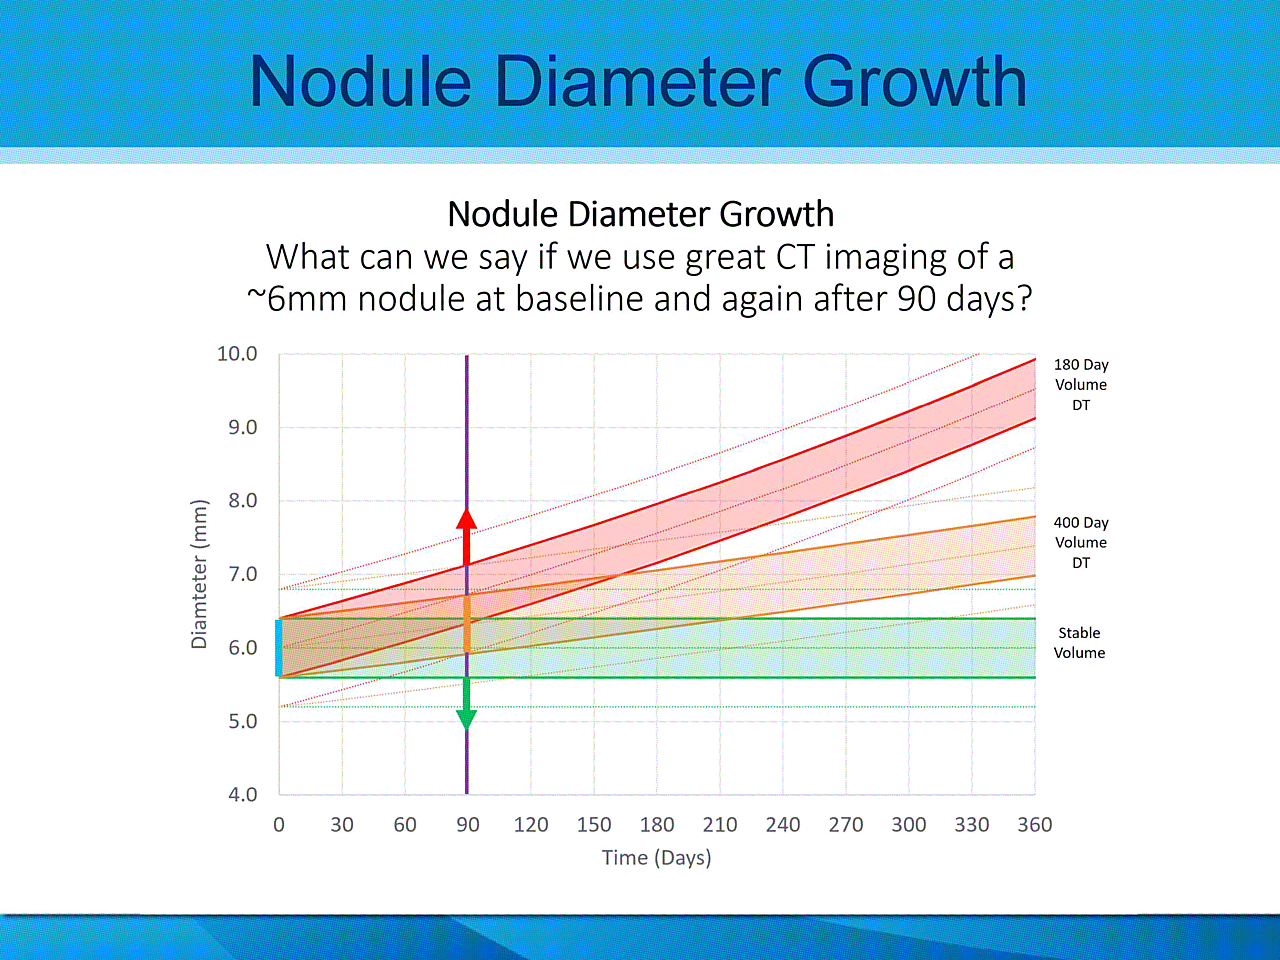 Nodule Diameter Growth
Nodule Diameter Growth
What can we say if we use great CT imaging of a
~6mm nodule at baseline and again after 90 days?
10.0
9.0
8.0
7.0
6.0
5.0
4.0
Diamteter (mm)
0 30 60 90 120 150 180 210 240 270 300 330 360
Time (Days)
180 Day
Volume
DT
400 Day
Volume
DT
Stable
Volume